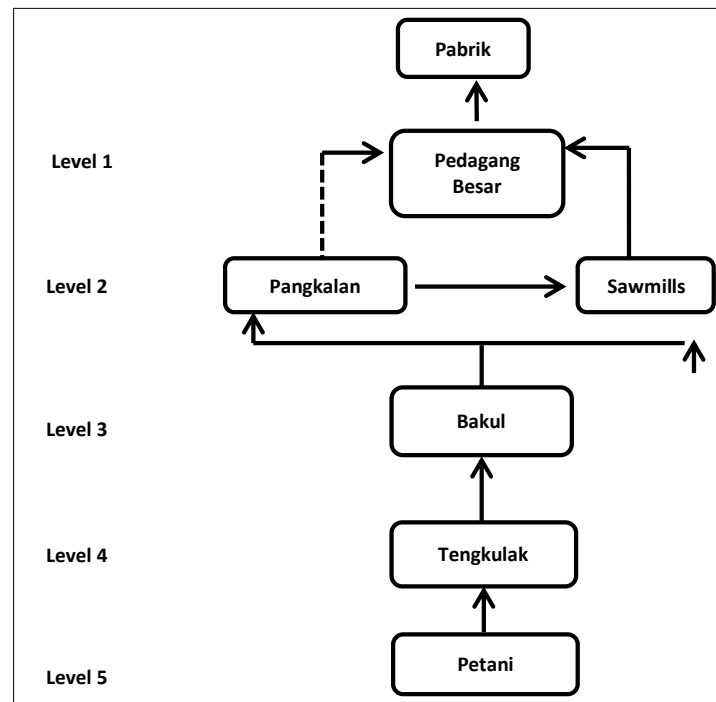 Pabrik
Level 1
Pedagang
Besar
Level 2
Pangkalan
Sawmills
Level 3
Bakul
Level 4
Tengkulak
Petani
Level 5